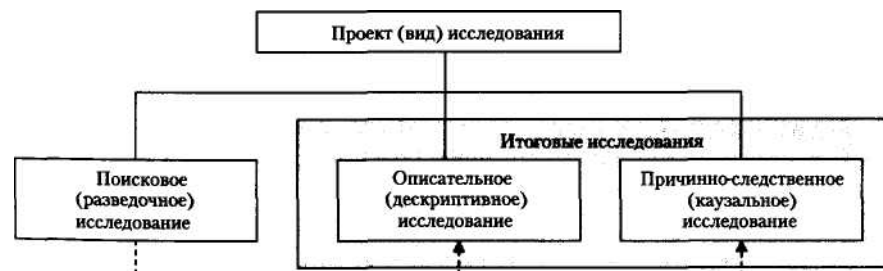 Проект (вид) исследования
Итоговые исследования
Поисковое
(разведочное)
исследование
Описательное
(дескриптивное)
исследование
Причинно-следственное
(каузальное)
исследование